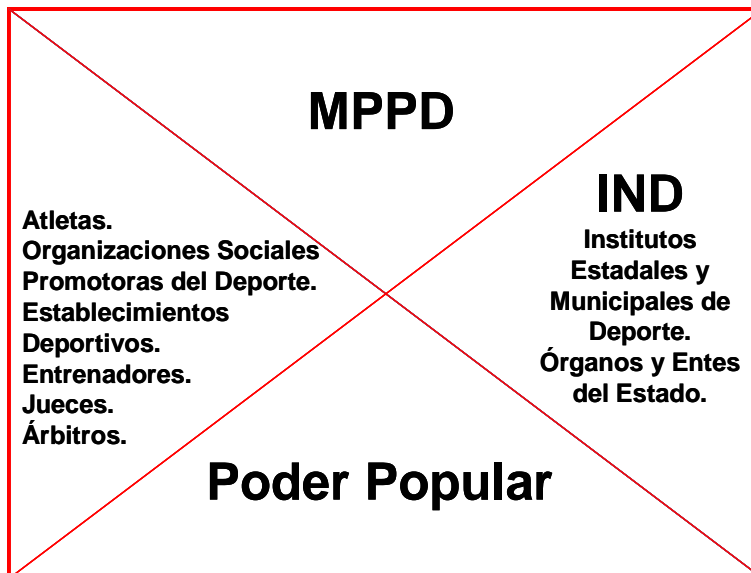 MPPD
Atletas.
Organizaciones Sociales
Promotoras del Deporte.
Establecimientos
Deportivos.
Entrenadores.
Jueces.
Árbitros.
IND
Institutos
Estadales y
Municipales de
Deporte.
Órganos y Entes
del Estado.
Poder Popular